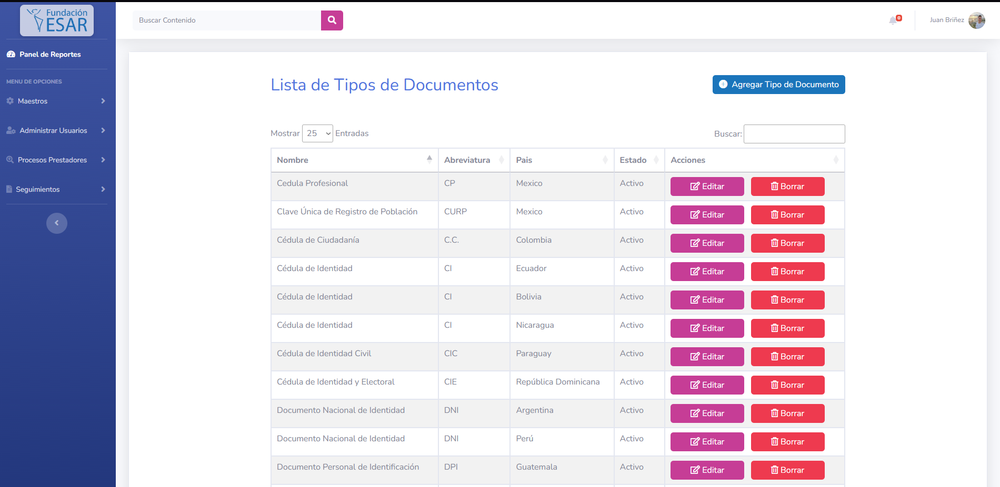 Fundación
ESAR
Buscar Contenido
0
Juan Briñez
Panel de Reportes
MENU DE OPCIONES
Maestros
Administrar Usuarios
Procesos Prestadores
Seguimientos
Lista de Tipos de Documentos
Agregar Tipo de Documento
Mostrar 25 Entradas
Buscar:
Nombre Abreviatura Pais Estado Acciones
Cedula Profesional CP Mexico Activo Editar Borrar
Clave Única de Registro de Población CURP Mexico Activo Editar Borrar
Cédula de Ciudadanía C.C. Colombia Activo Editar Borrar
Cédula de Identidad CI Ecuador Activo Editar Borrar
Cédula de Identidad CI Bolivia Activo Editar Borrar
Cédula de Identidad CI Nicaragua Activo Editar Borrar
Cédula de Identidad Civil CIC Paraguay Activo Editar Borrar
Cédula de Identidad y Electoral CIE República Dominicana Activo Editar Borrar
Documento Nacional de Identidad DNI Argentina Activo Editar Borrar
Documento Nacional de Identidad DNI Perú Activo Editar Borrar
Documento Personal de Identificación DPI Guatemala Activo Editar Borrar